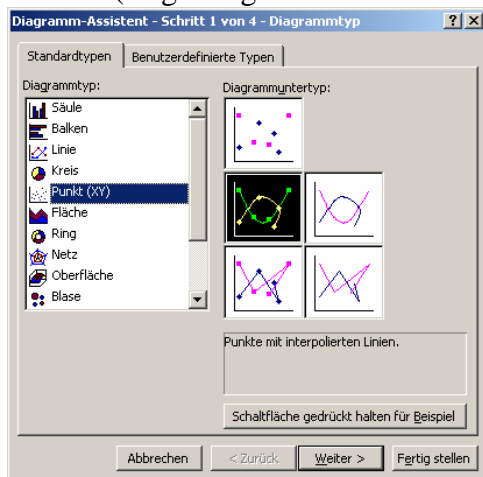 Diagramm-Assistent - Schritt 1 von 4 - Diagrammtyp
Standardtypen
Benutzerdefinierte Typen
Diagrammtyp:
Säule
Balken
Linie
Kreis
Punkt (XY)
Fläche
Ring
Netz
Oberfläche
Blase
Diagrammuntertyp:
Punkte mit interpolierten Linien.
Schaltfläche gedrückt halten für Beispiel
Abbrechen
< Zurück
Weiter >
Fertig stellen